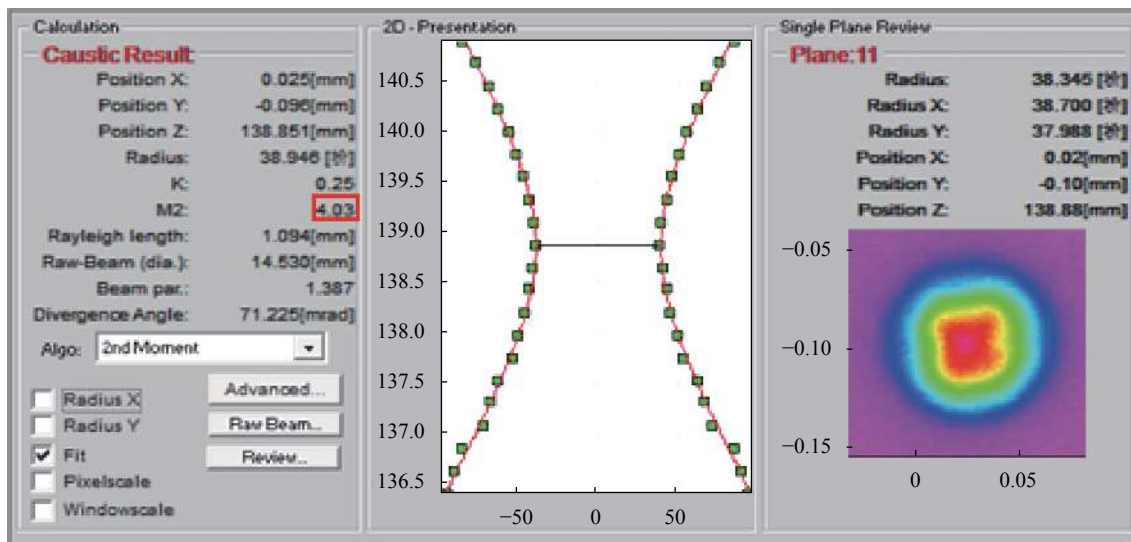 Calculation
Caustic Result:
Position X: 0.025[mm]
Position Y: -0.096[mm]
Position Z: 138.851[mm]
Radius: 38.946
K: 0.25
M2: 4.03
Rayleigh length: 1.094[mm]
Raw-Beam (dia.): 14.530[mm]
Beam par.: 1.387
Divergence Angle: 71.225[mrad]
Algo: 2nd Moment
Radius X
Radius Y
Fit
Pixelscale
Windowscale
Advanced...
Raw Beam...
Review...
2D - Presentation
140.5
140.0
139.5
139.0
138.5
138.0
137.5
137.0
136.5
−50 0 50
Single Plane Review
Plane:11
Radius: 38.345
Radius X: 38.700
Radius Y: 37.988
Position X: 0.02[mm]
Position Y: -0.10[mm]
Position Z: 138.88[mm]
−0.05
−0.10
−0.15
0 0.05